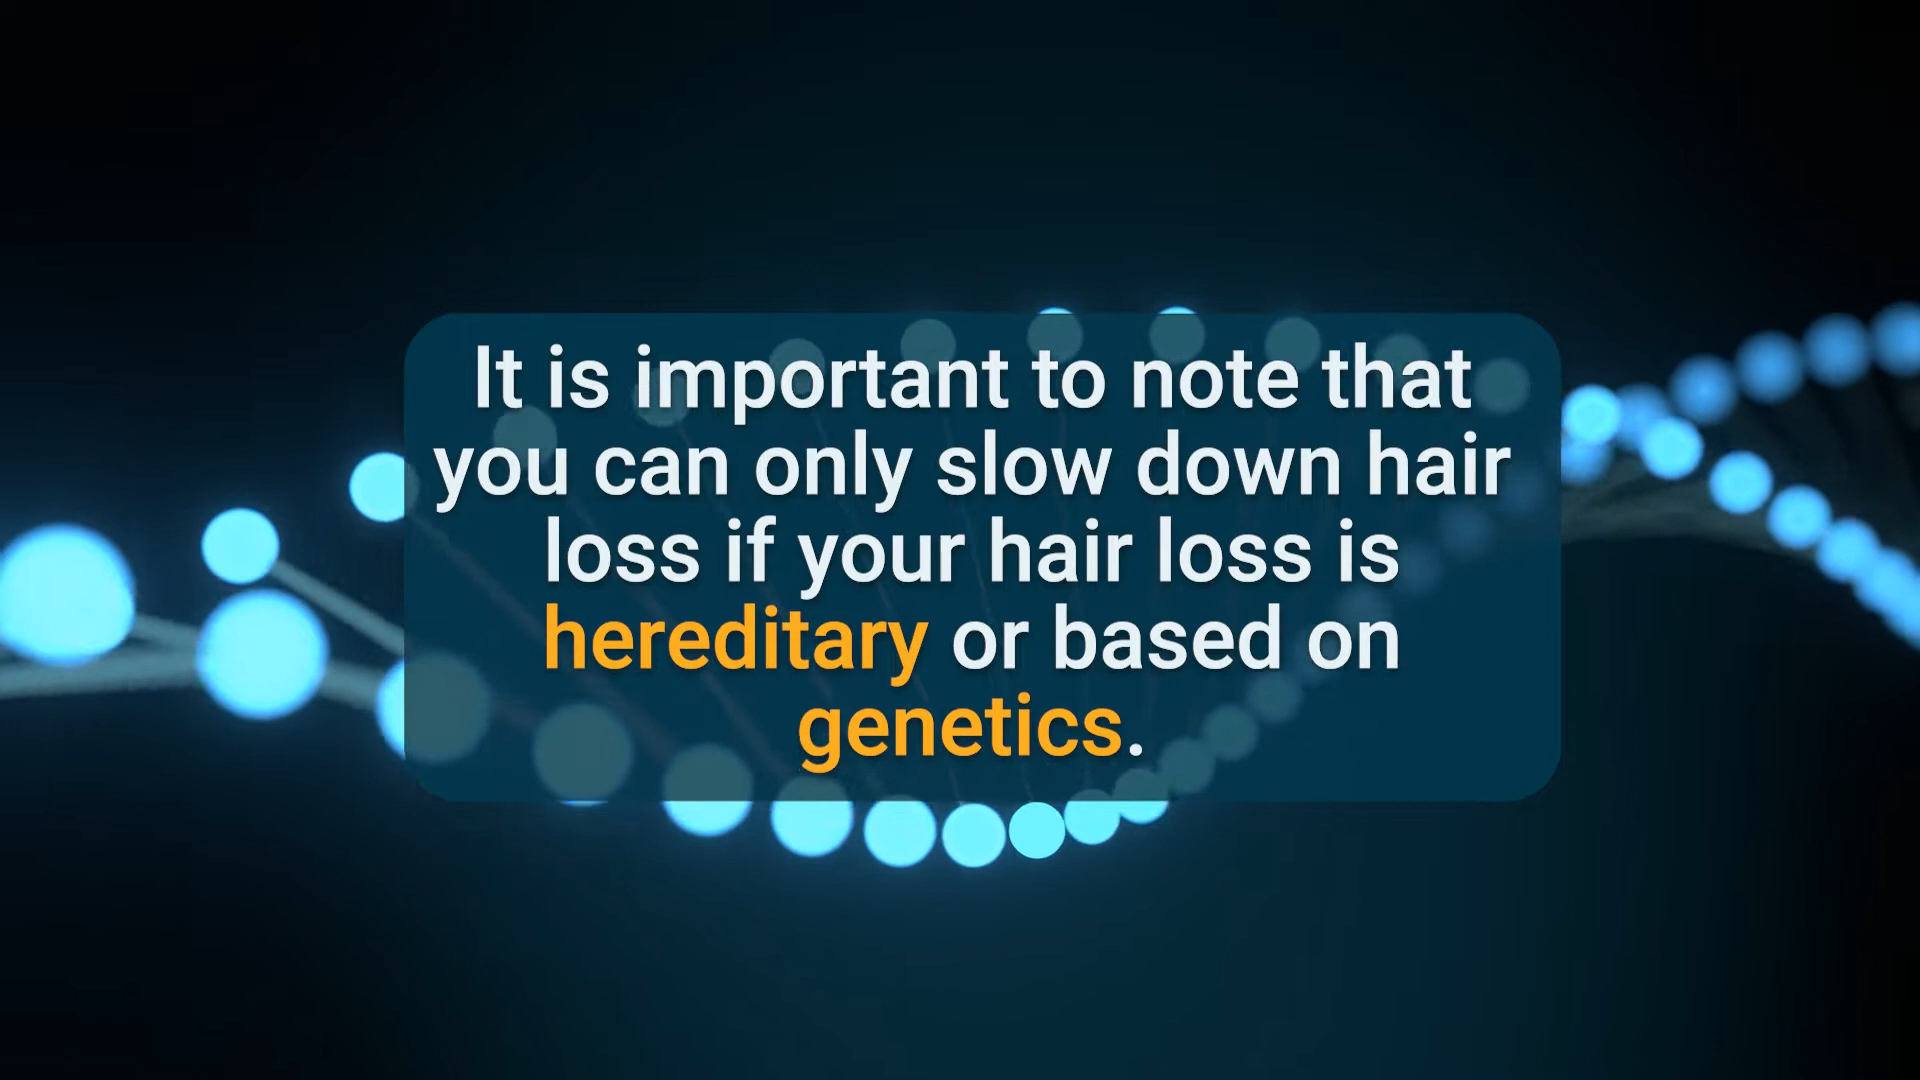 It is important to note that
you can only slow down hair
loss if your hair loss is
hereditary or based on
genetics.